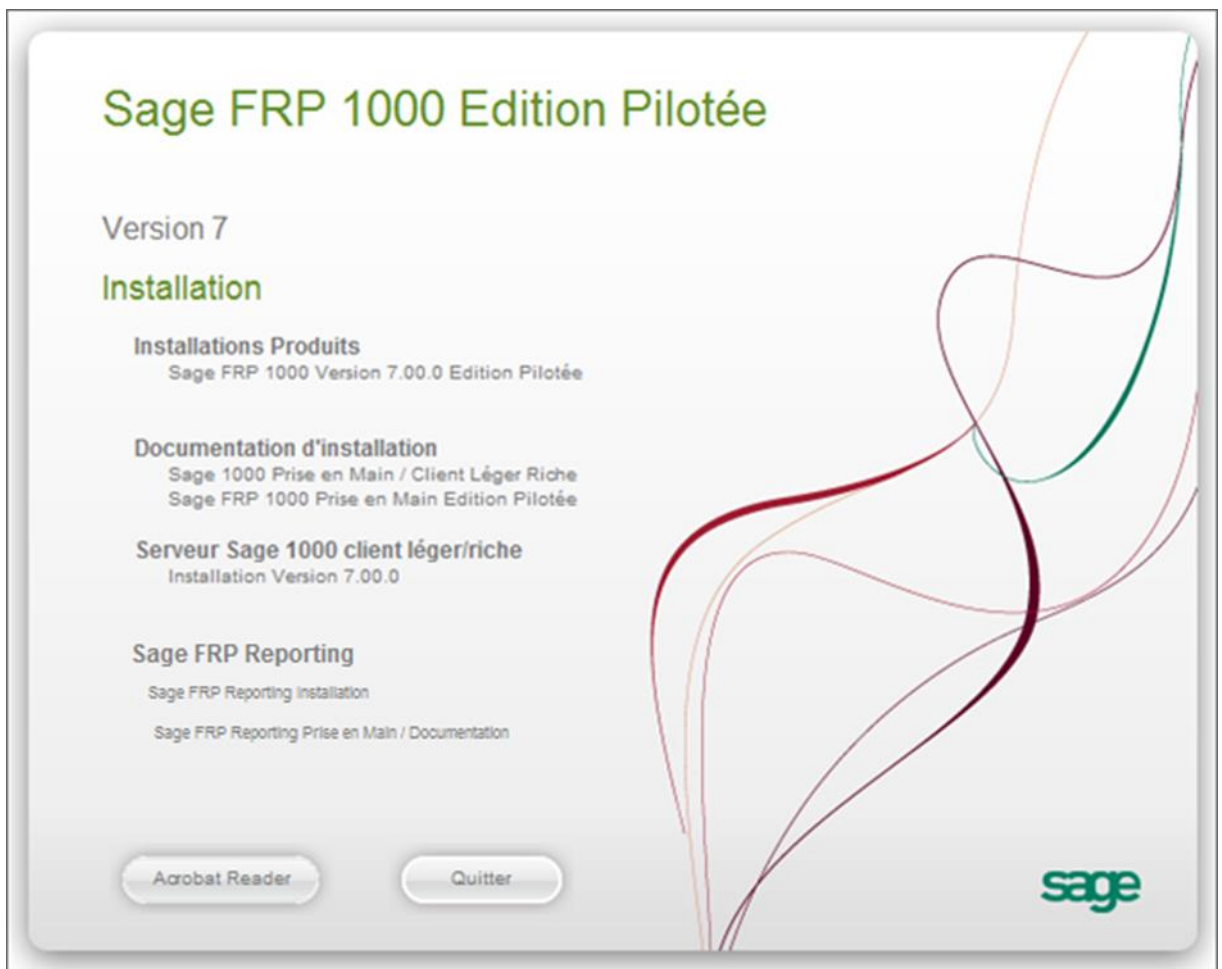 Sage FRP 1000 Edition Pilotée
Version 7
Installation
Installations Produits
Sage FRP 1000 Version 7.00.0 Edition Pilotée
Documentation d'installation
Sage 1000 Prise en Main / Client Léger Riche
Sage FRP 1000 Prise en Main Edition Pilotée
Serveur Sage 1000 client léger/riche
Installation Version 7.00.0
Sage FRP Reporting
Sage FRP Reporting Installation
Sage FRP Reporting Prise en Main / Documentation
Acrobat Reader
Quitter
sage